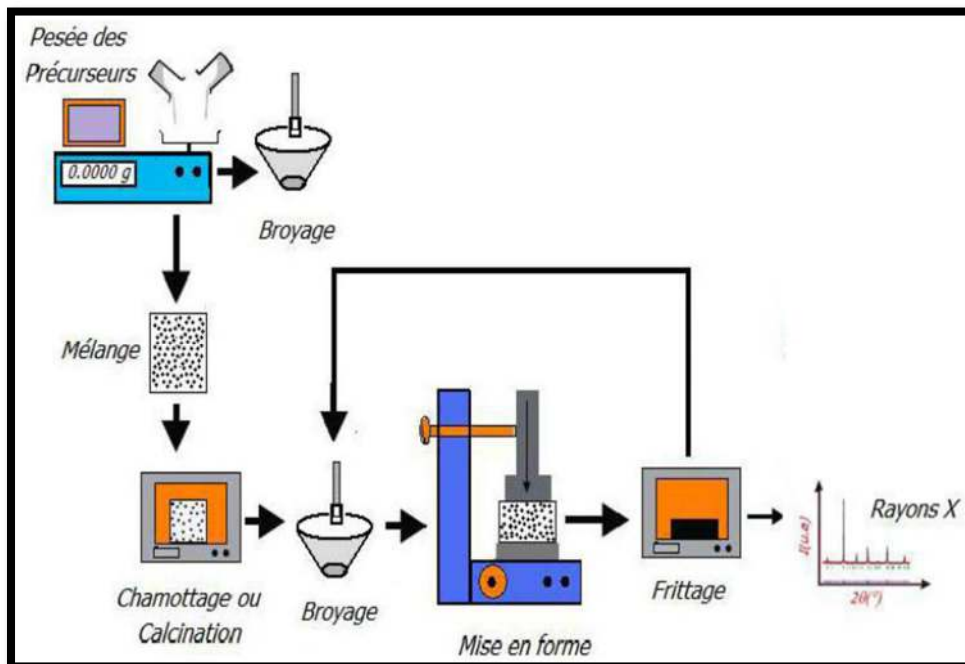 Pesée des
Précurseurs
0.0000 g
Broyage
Mélange
Chamottage ou
Calcination
Broyage
Mise en forme
Frittage
Rayons X
I(u.a)
2θ(°)